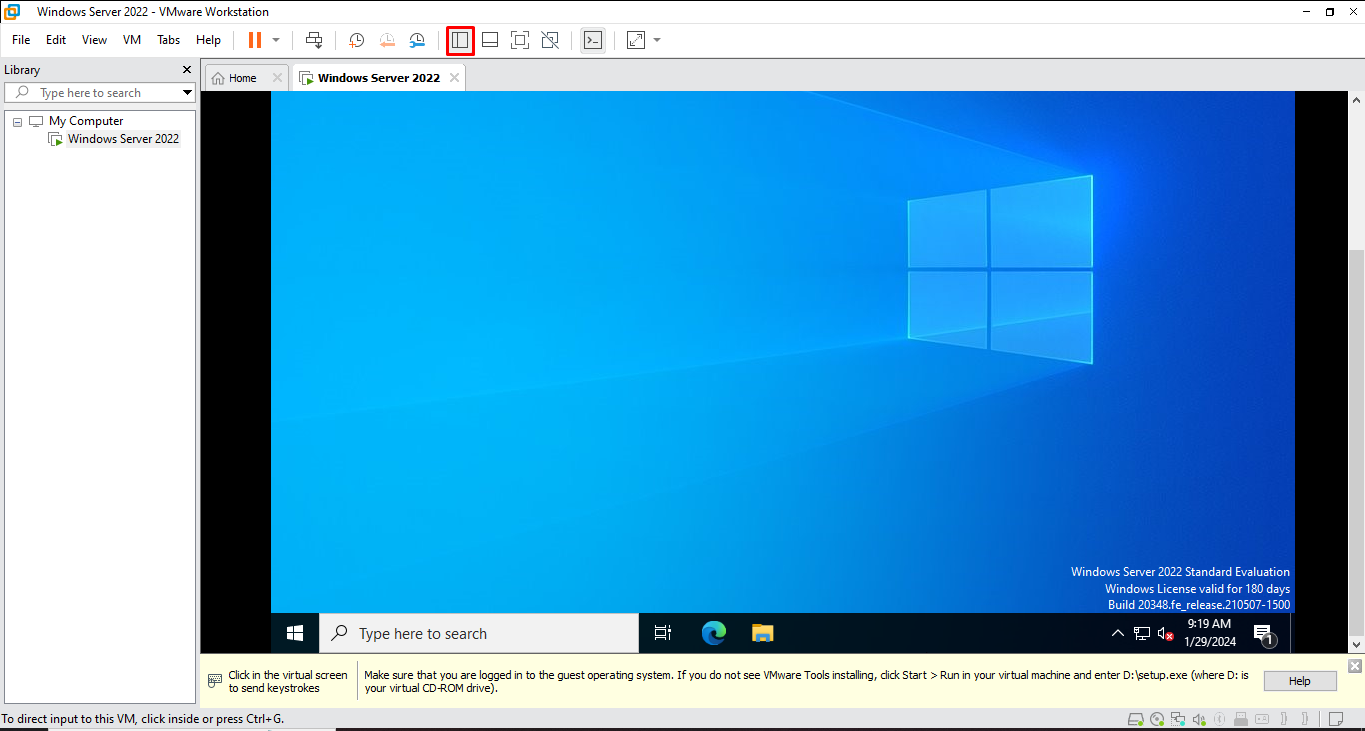 Windows Server 2022 - VMware Workstation
File Edit View VM Tabs Help
Library
Type here to search
My Computer
Windows Server 2022
Home
Windows Server 2022
Windows Server 2022 Standard Evaluation
Windows License valid for 180 days
Build 20348.fe_release.210507-1500
Type here to search
9:19 AM
1/29/2024
1
Click in the virtual screen
to send keystrokes
Make sure that you are logged in to the guest operating system. If you do not see VMware Tools installing, click Start > Run in your virtual machine and enter D:\setup.exe (where D: is
your virtual CD-ROM drive).
Help
To direct input to this VM, click inside or press Ctrl+G.